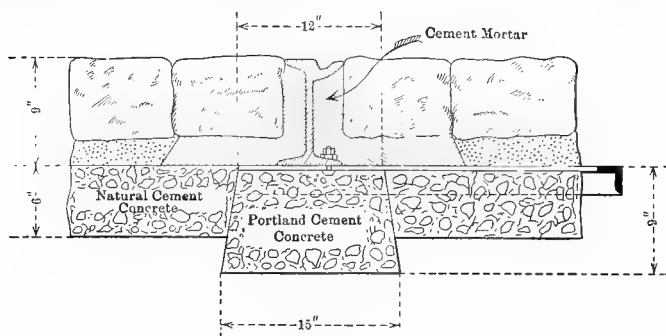 12"
Cement Mortar
9"
6"
Natural Cement
Concrete
Portland Cement
Concrete
9"
15"